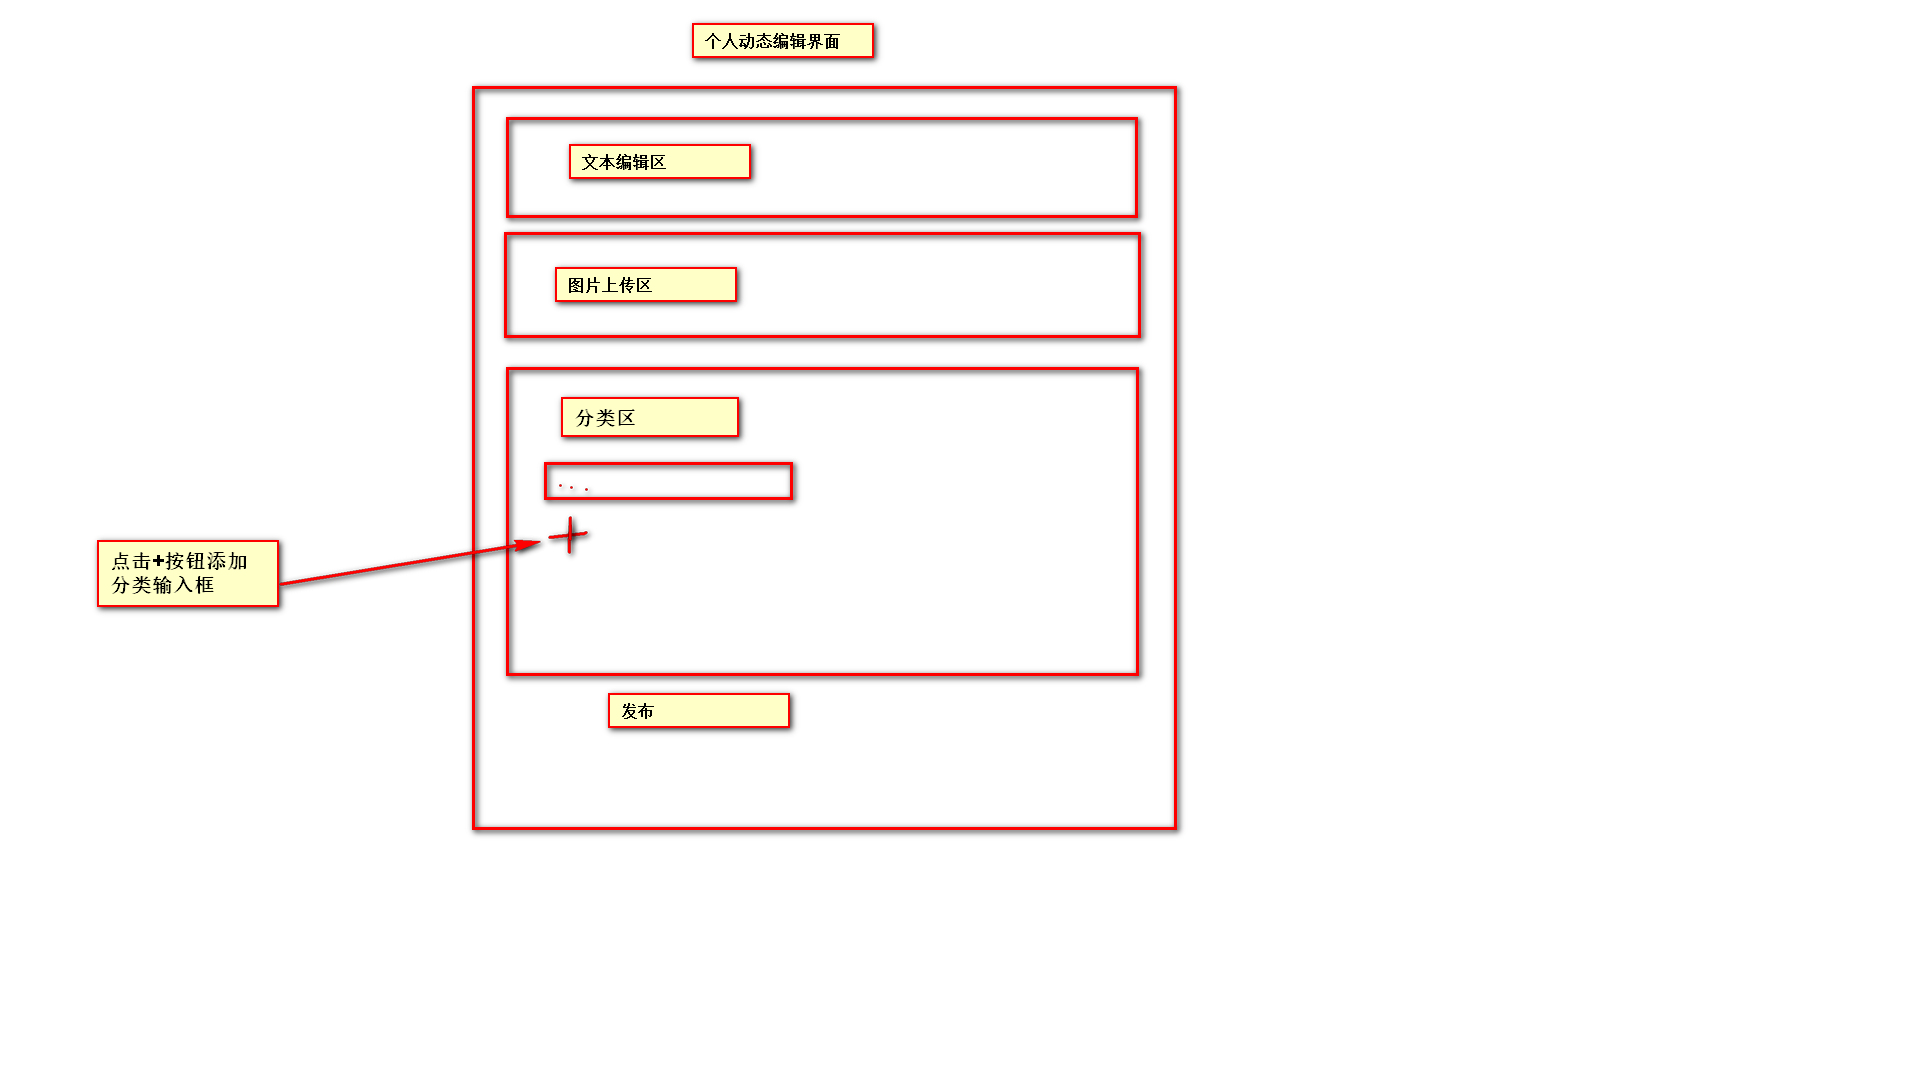 个人动态编辑界面
文本编辑区
图片上传区
分类区
...
点击+按钮添加
分类输入框
发布